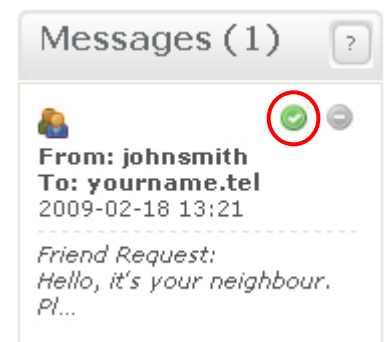 Messages (1) ?
From: johnsmith
To: yourname.tel
2009-02-18 13:21
Friend Request:
Hello, it's your neighbour.
Pl...